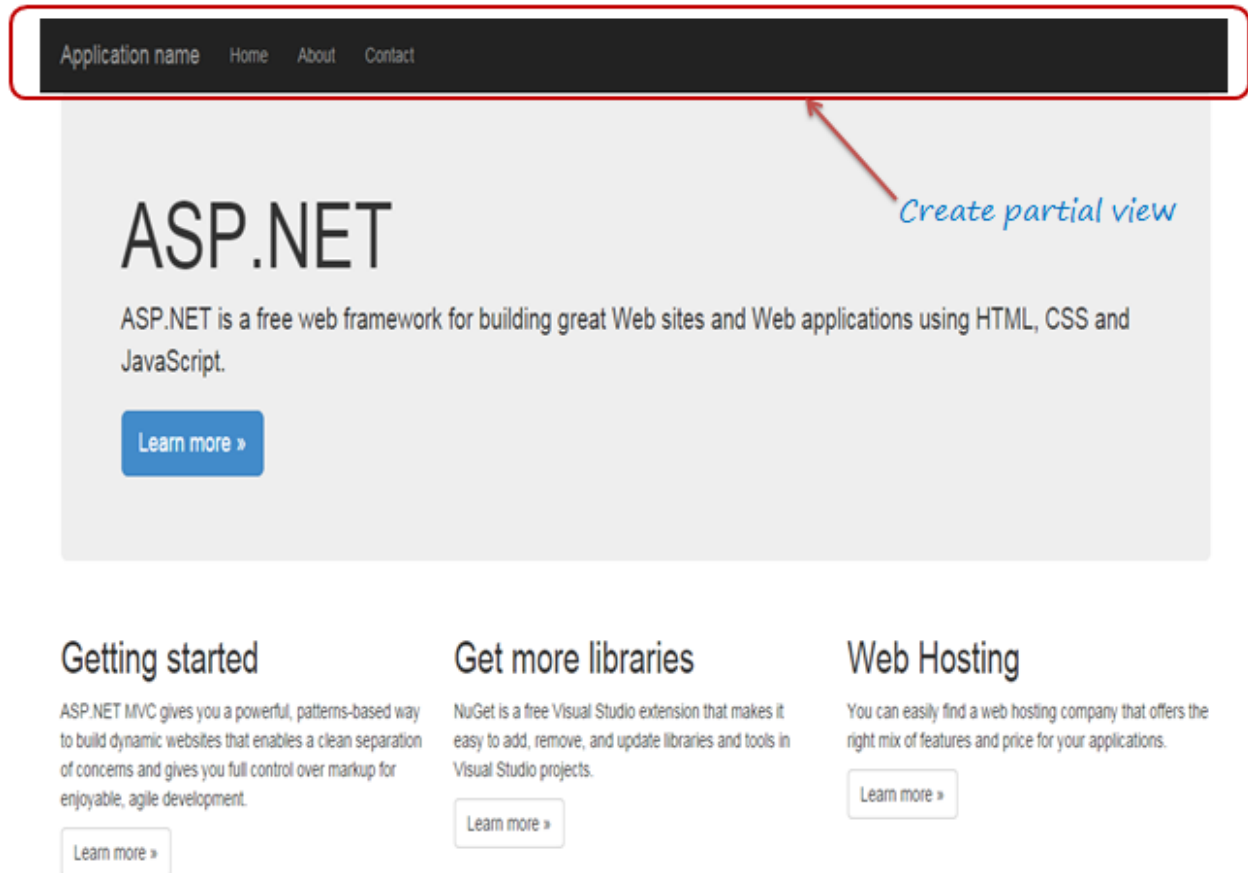 Application name Home About Contact
Create partial view
ASP.NET
ASP.NET is a free web framework for building great Web sites and Web applications using HTML, CSS and
JavaScript.
Learn more »
Getting started
ASP.NET MVC gives you a powerful, patterns-based way
to build dynamic websites that enables a clean separation
of concerns and gives you full control over markup for
enjoyable, agile development.
Learn more »
Get more libraries
NuGet is a free Visual Studio extension that makes it
easy to add, remove, and update libraries and tools in
Visual Studio projects.
Learn more »
Web Hosting
You can easily find a web hosting company that offers the
right mix of features and price for your applications.
Learn more »